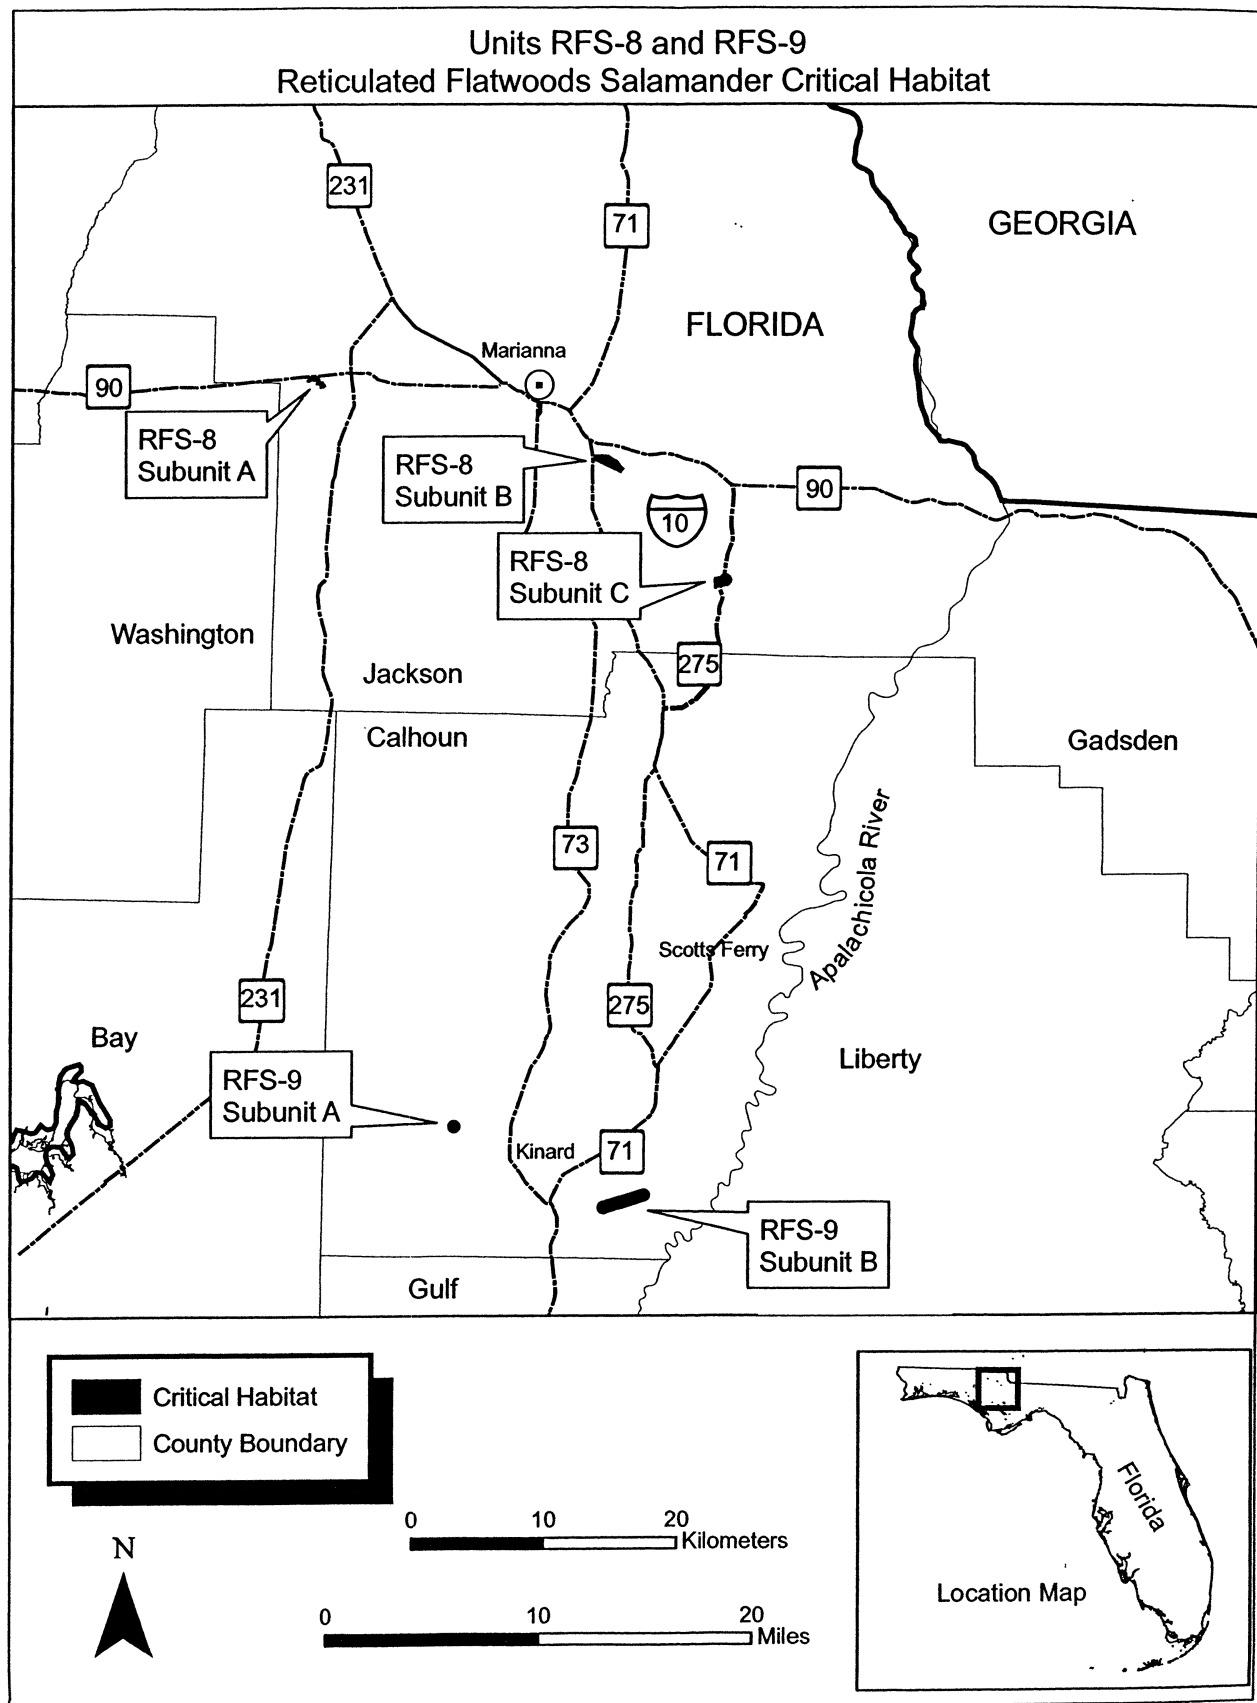 Units RFS-8 and RFS-9
Reticulated Flatwoods Salamander Critical Habitat
231
71
GEORGIA
FLORIDA
Marianna
90
RFS-8
Subunit A
RFS-8
Subunit B
90
10
RFS-8
Subunit C
Washington
275
Jackson
Calhoun
Gadsden
73
71
Apalachicola River
Scotts Ferry
231
275
Bay
Liberty
RFS-9
Subunit A
Kinard
71
RFS-9
Subunit B
Gulf
Critical Habitat
County Boundary
0 10 20
Kilometers
N
0 10 20
Miles
Florida
Location Map